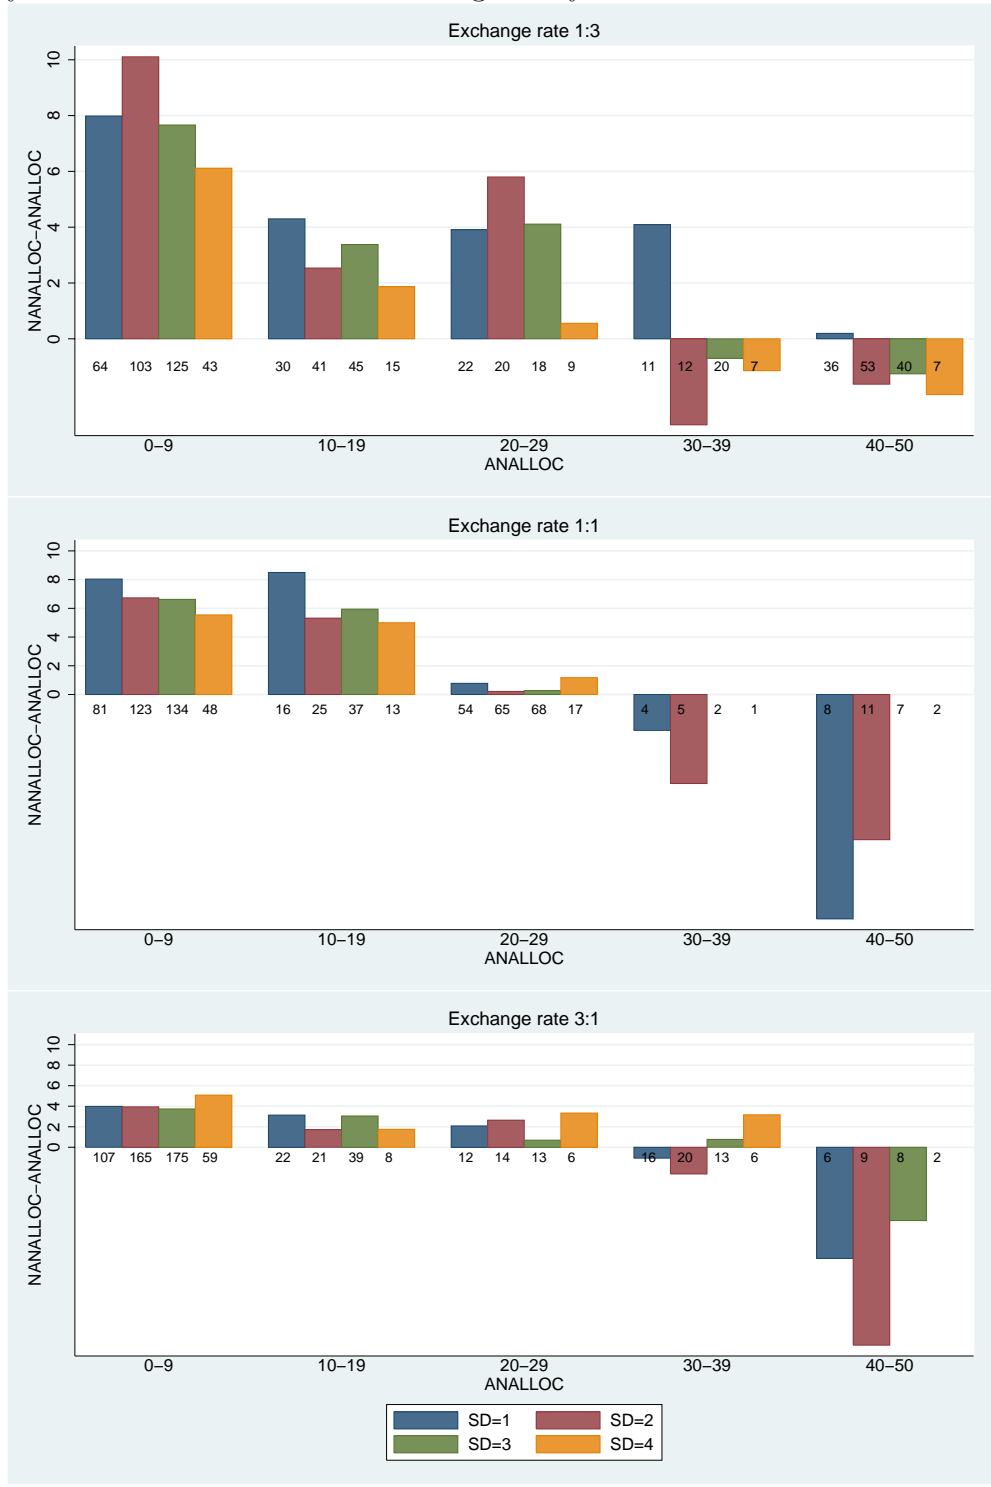 Exchange rate 1:3
NANALLOC−ANALLOC
10
8
6
4
2
0
64 103 125 43 30 41 45 15 22 20 18 9 11 12 20 7 36 53 40 7
0−9 10−19 20−29 30−39 40−50
ANALLOC
Exchange rate 1:1
NANALLOC−ANALLOC
10
8
6
4
2
0
81 123 134 48 16 25 37 13 54 65 68 17 4 5 2 1 8 11 7 2
0−9 10−19 20−29 30−39 40−50
ANALLOC
Exchange rate 3:1
NANALLOC−ANALLOC
10
8
6
4
2
0
107 165 175 59 22 21 39 8 12 14 13 6 16 20 13 6 6 9 8 2
0−9 10−19 20−29 30−39 40−50
ANALLOC
SD=1 SD=2
SD=3 SD=4